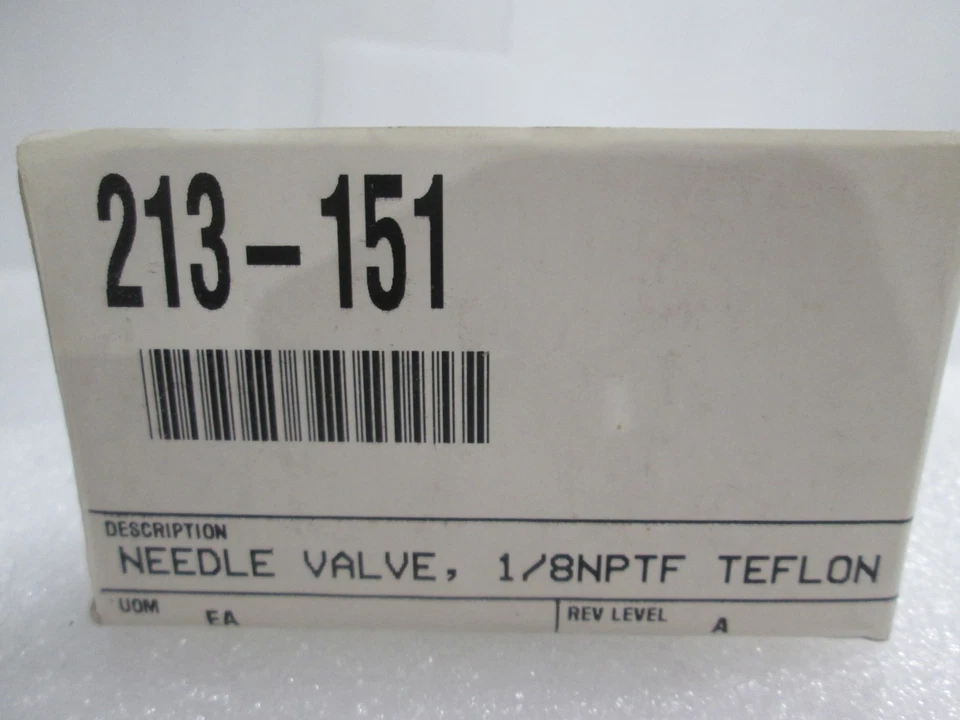 213-151
DESCRIPTION
NEEDLE VALVE, 1/8NPTF TEFLON
UOM EA REV LEVEL A